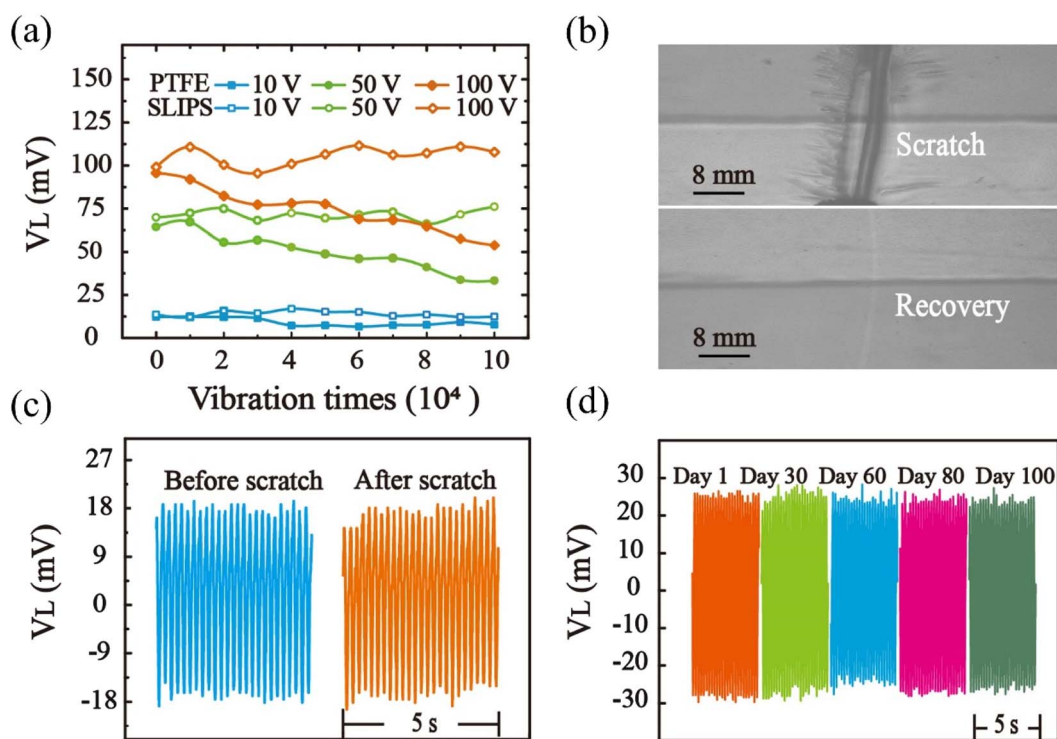 (a)
150
125
100
75
50
25
0
VL (mV)
PTFE 10 V 50 V 100 V
SLIPS 10 V 50 V 100 V
0 2 4 6 8 10
Vibration times (10⁴ )
(b)
Scratch
8 mm
Recovery
8 mm
(c)
27
18
9
0
-9
-18
VL (mV)
Before scratch After scratch
5 s
(d)
30
20
10
0
-10
-20
-30
VL (mV)
Day 1 Day 30 Day 60 Day 80 Day 100
5 s